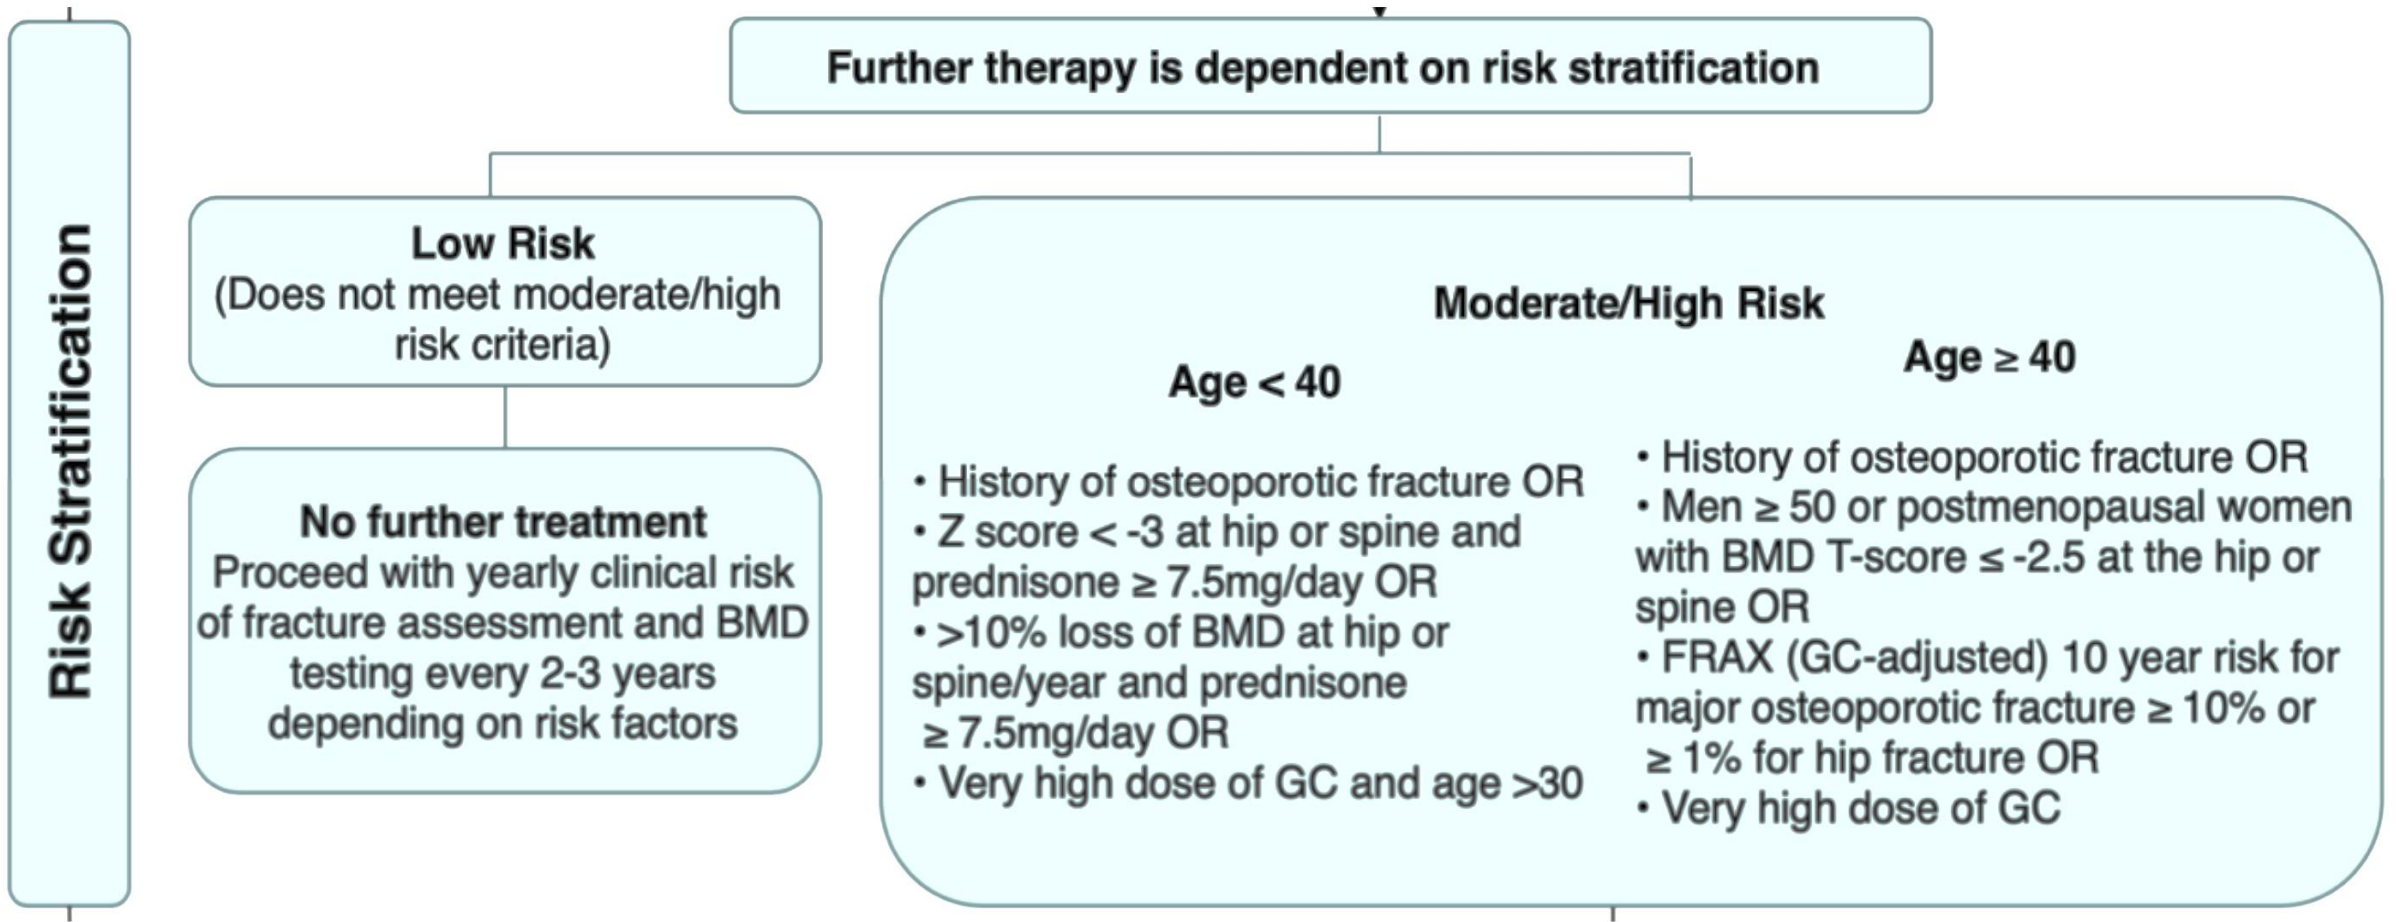 Risk Stratification
Further therapy is dependent on risk stratification
Low Risk
(Does not meet moderate/high
risk criteria)
No further treatment
Proceed with yearly clinical risk
of fracture assessment and BMD
testing every 2-3 years
depending on risk factors
Moderate/High Risk
Age < 40
• History of osteoporotic fracture OR
• Z score < -3 at hip or spine and
prednisone ≥ 7.5mg/day OR
• >10% loss of BMD at hip or
spine/year and prednisone
≥ 7.5mg/day OR
• Very high dose of GC and age >30
Age ≥ 40
• History of osteoporotic fracture OR
• Men ≥ 50 or postmenopausal women
with BMD T-score ≤ -2.5 at the hip or
spine OR
• FRAX (GC-adjusted) 10 year risk for
major osteoporotic fracture ≥ 10% or
≥ 1% for hip fracture OR
• Very high dose of GC